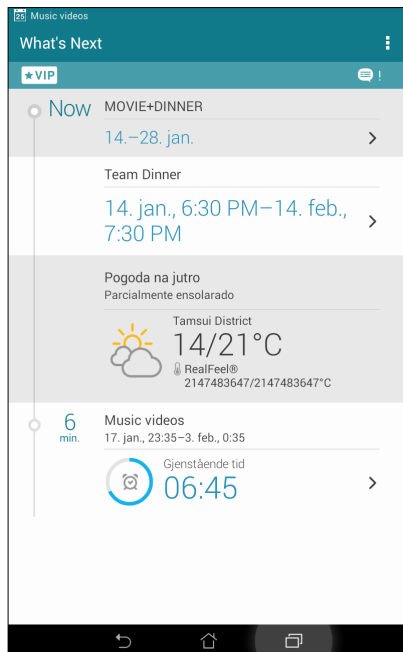 25 Music videos
What's Next
VIP
!
Now
MOVIE+DINNER
14.–28. jan.
Team Dinner
14. jan., 6:30 PM–14. feb.,
7:30 PM
Pogoda na jutro
Parcialmente ensolarado
Tamsui District
14/21°C
RealFeel®
2147483647/2147483647°C
6
min.
Music videos
17. jan., 23:35–3. feb., 0:35
Gjenstående tid
06:45